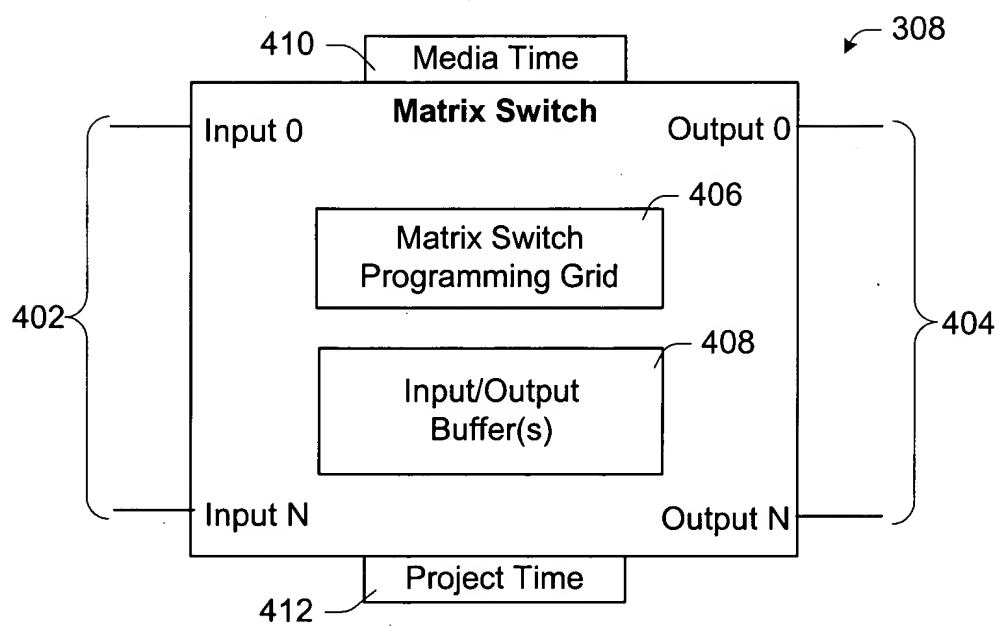 410
Media Time
308
Matrix Switch
Input 0
Output 0
406
Matrix Switch
Programming Grid
402
404
408
Input/Output
Buffer(s)
Input N
Output N
Project Time
412